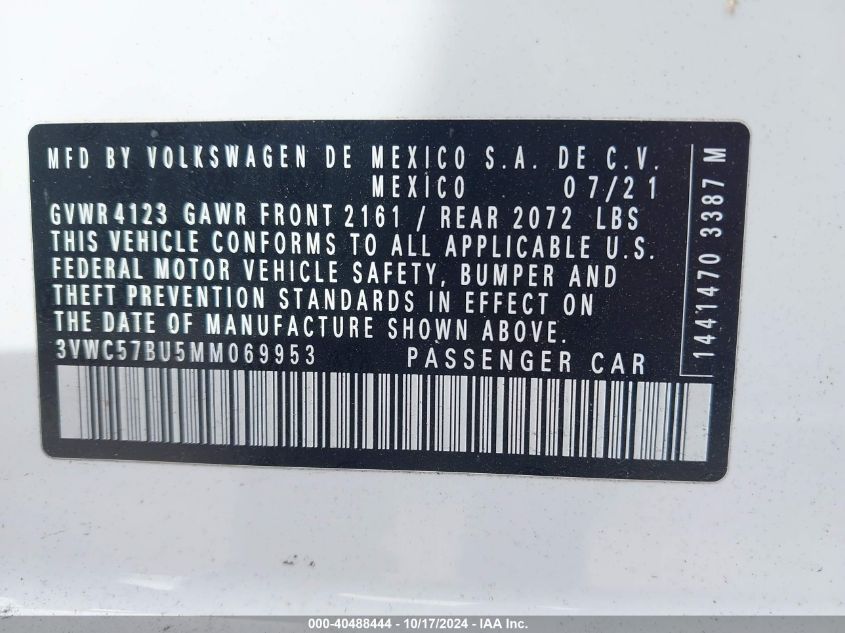 MFD BY VOLKSWAGEN DE MEXICO S.A. DE C.V.
MEXICO 07/21
GVWR 4123 GAWR FRONT 2161 / REAR 2072 LBS
THIS VEHICLE CONFORMS TO ALL APPLICABLE U.S.
FEDERAL MOTOR VEHICLE SAFETY, BUMPER AND
THEFT PREVENTION STANDARDS IN EFFECT ON
THE DATE OF MANUFACTURE SHOWN ABOVE.
3VWC57BU5MM069953 PASSENGER CAR
1441470 3387 M
000-40488444 - 10/17/2024 - IAA Inc.